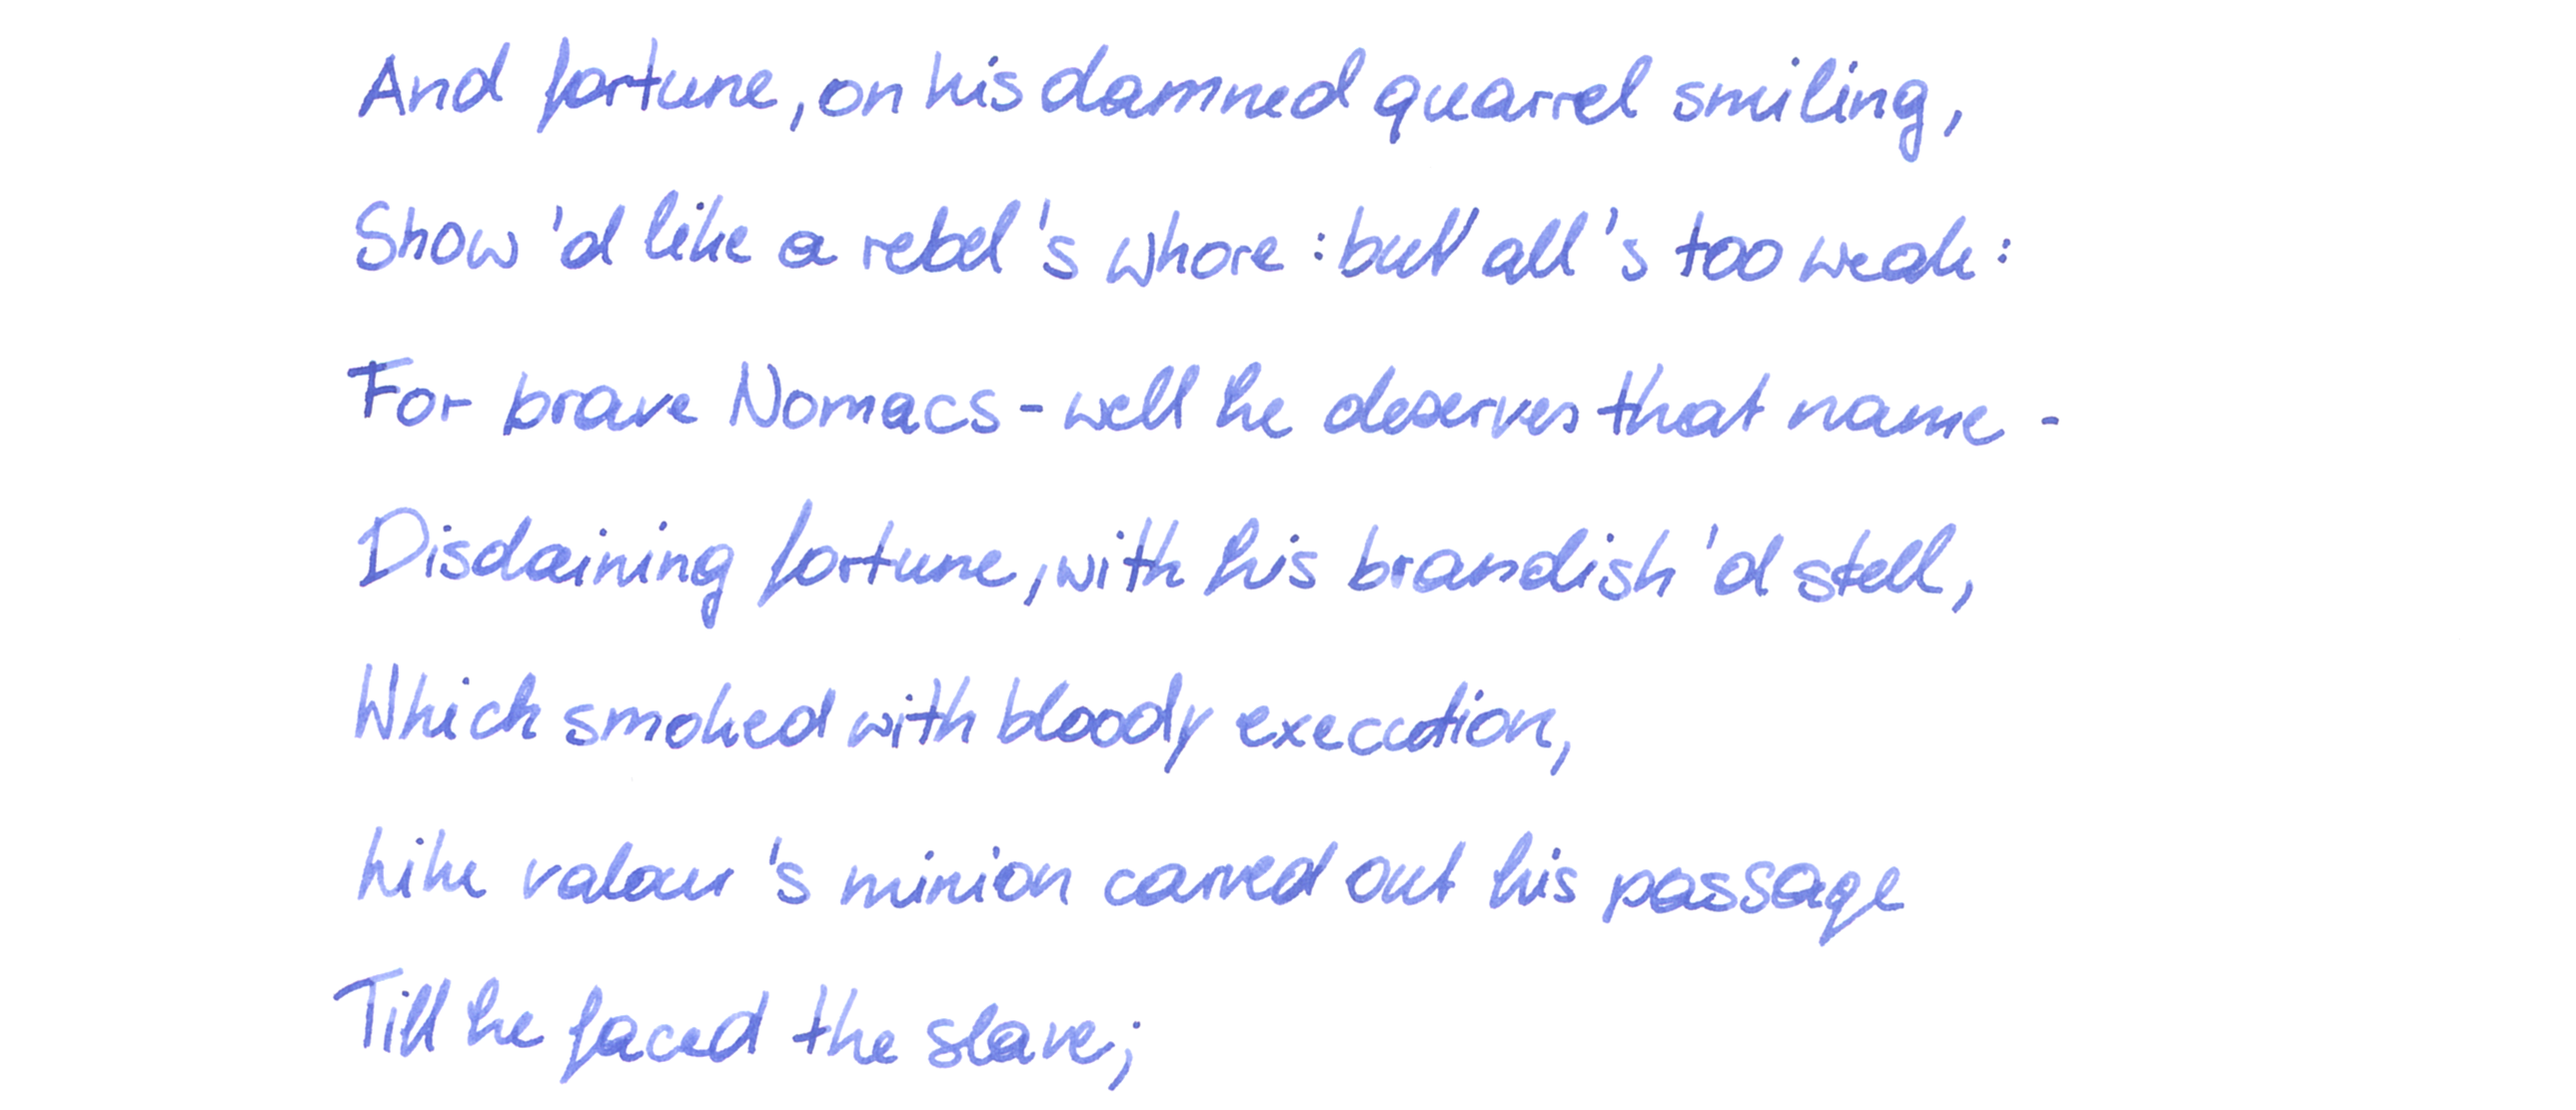 And fortune, on his damned quarrel smiling,
Show'd like a rebel's whore: but all's too weak:
For brave Nomacs - well he deserves that name -
Disdaining fortune, with his brandish'd stell,
Which smoked with bloody execution,
Like valour's minion carved out his passage
Till he faced the slave;